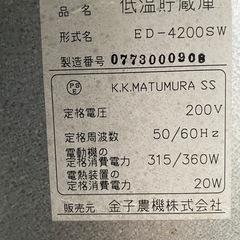 低温貯蔵庫
形式名 ED-4200SW
製造番号 0773000908
PSE K.K.MATUMURA SS
定格電圧 200V
定格周波数 50/60Hz
電動機の
定格消費電力 315/360W
電熱装置の
定格消費電力 20W
販売元 金子農機株式会社